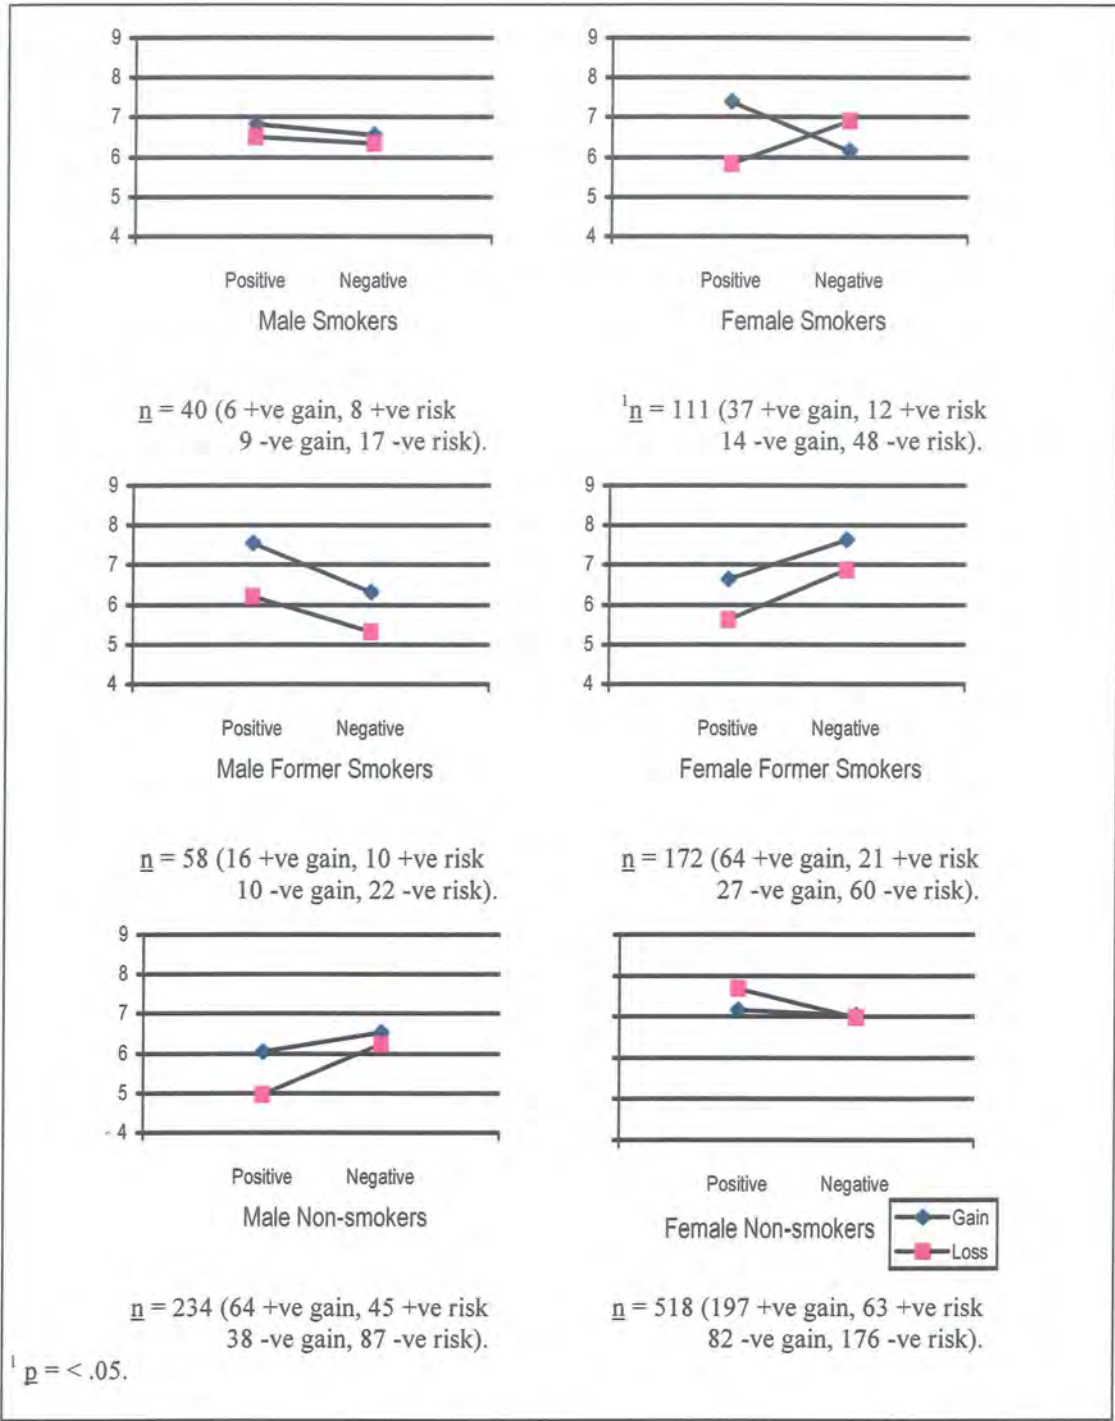 9
8
7
6
5
4
Positive Negative
Male Smokers
n = 40 (6 +ve gain, 8 +ve risk
9 -ve gain, 17 -ve risk).
9
8
7
6
5
4
Positive Negative
Female Smokers
¹n = 111 (37 +ve gain, 12 +ve risk
14 -ve gain, 48 -ve risk).
9
8
7
6
5
4
Positive Negative
Male Former Smokers
n = 58 (16 +ve gain, 10 +ve risk
10 -ve gain, 22 -ve risk).
9
8
7
6
5
4
Positive Negative
Female Former Smokers
n = 172 (64 +ve gain, 21 +ve risk
27 -ve gain, 60 -ve risk).
9
8
7
6
5
4
Positive Negative
Male Non-smokers
n = 234 (64 +ve gain, 45 +ve risk
38 -ve gain, 87 -ve risk).
Positive Negative
Female Non-smokers
Gain
Loss
n = 518 (197 +ve gain, 63 +ve risk
82 -ve gain, 176 -ve risk).
¹ p = < .05.